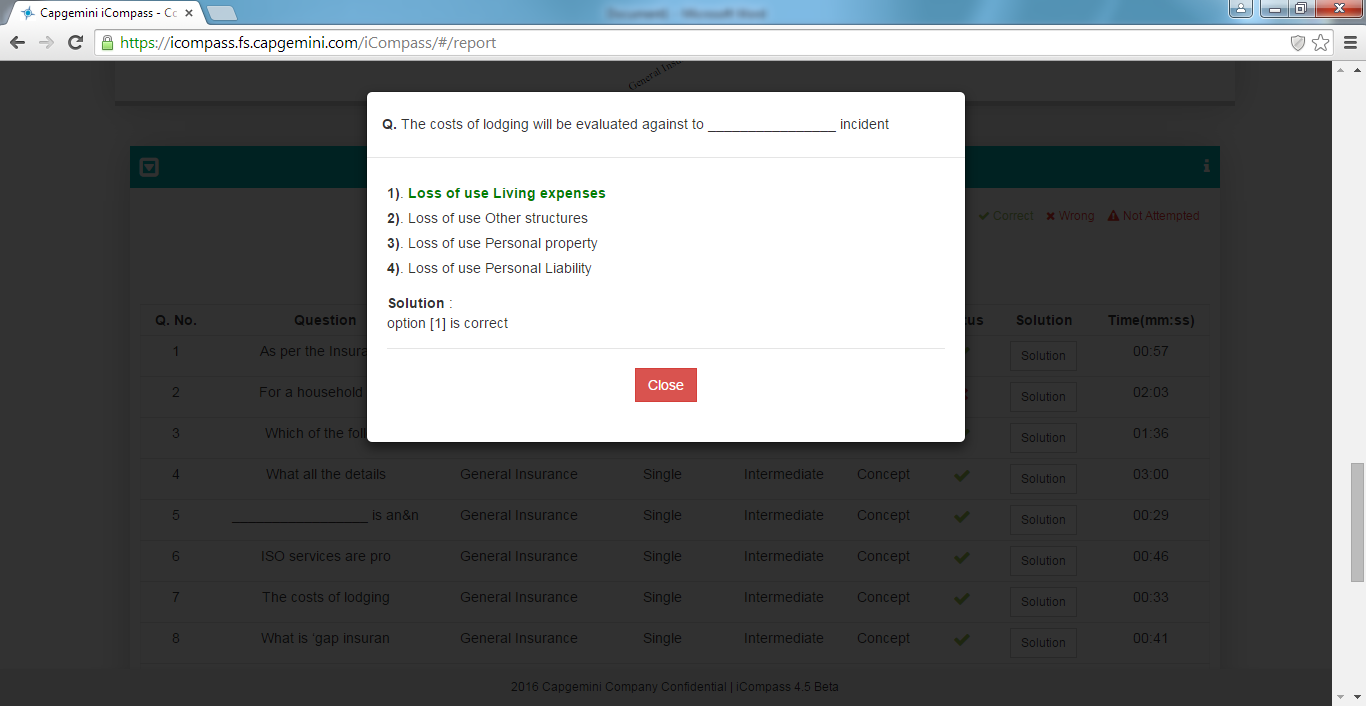 Capgemini iCompass - Cc
Document1 - Microsoft Word
https://icompass.fs.capgemini.com/iCompass/#/report
General Insu
Q. The costs of lodging will be evaluated against to ________________ incident
1). Loss of use Living expenses
2). Loss of use Other structures
3). Loss of use Personal property
4). Loss of use Personal Liability
Solution :
option [1] is correct
Close
Correct Wrong Not Attempted
Q. No. Question tus Solution Time(mm:ss)
1 As per the Insura Solution 00:57
2 For a household Solution 02:03
3 Which of the foll Solution 01:36
4 What all the details General Insurance Single Intermediate Concept Solution 03:00
5 _________________ is an&n General Insurance Single Intermediate Concept Solution 00:29
6 ISO services are pro General Insurance Single Intermediate Concept Solution 00:46
7 The costs of lodging General Insurance Single Intermediate Concept Solution 00:33
8 What is 'gap insuran General Insurance Single Intermediate Concept Solution 00:41
2016 Capgemini Company Confidential | iCompass 4.5 Beta